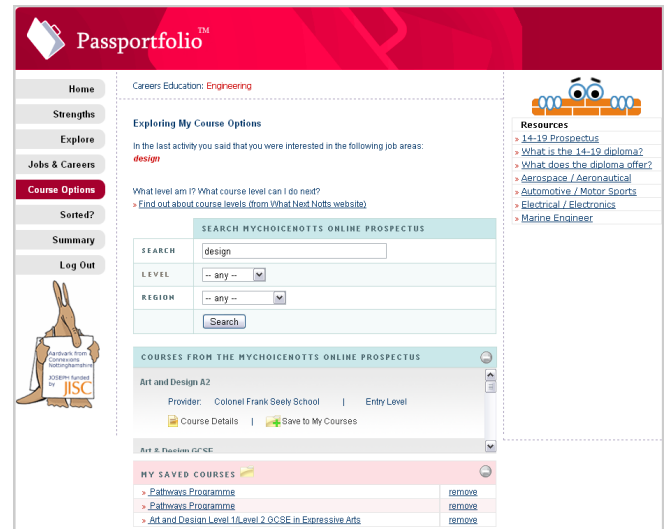 Passportfolio™
Home
Strengths
Explore
Jobs & Careers
Course Options
Sorted?
Summary
Log Out
Aardvark from
Connexions
Nottinghamshire
JOSEPH funded
by JISC
Careers Education: Engineering
Exploring My Course Options
In the last activity you said that you were interested in the following job areas:
design
What level am I? What course level can I do next?
» Find out about course levels (from What Next Notts website)
SEARCH MYCHOICENOTTS ONLINE PROSPECTUS
SEARCH design
LEVEL -- any --
REGION -- any --
Search
COURSES FROM THE MYCHOICENOTTS ONLINE PROSPECTUS
Art and Design A2
Provider: Colonel Frank Seely School | Entry Level
Course Details | Save to My Courses
Art & Design GCSE
MY SAVED COURSES
» Pathways Programme remove
» Pathways Programme remove
» Art and Design Level 1/Level 2 GCSE in Expressive Arts remove
Resources
» 14-19 Prospectus
» What is the 14-19 diploma?
» What does the diploma offer?
» Aerospace / Aeronautical
» Automotive / Motor Sports
» Electrical / Electronics
» Marine Engineer